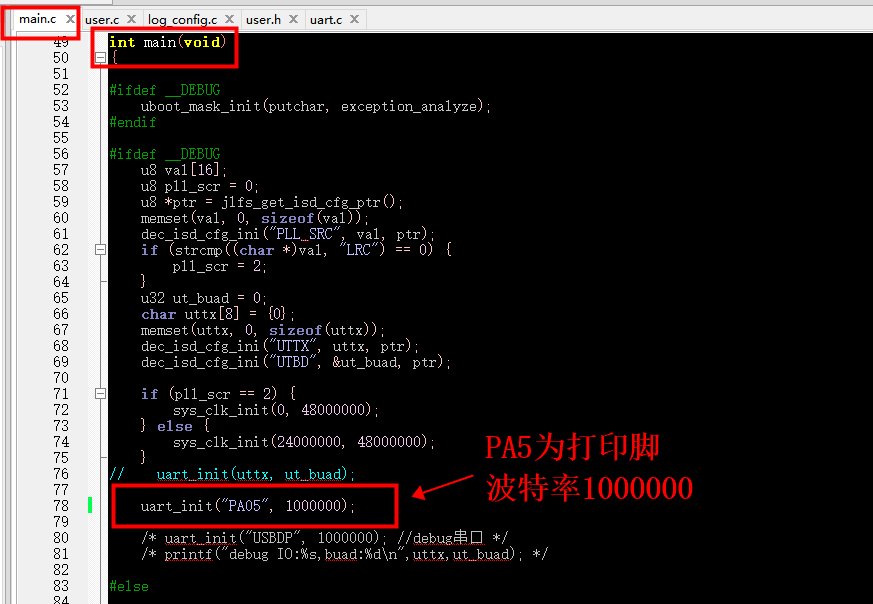 main.c user.c log_config.c user.h uart.c
49 int main(void)
50 {
51
52 #ifdef __DEBUG
53 uboot_mask_init(putchar, exception_analyze);
54 #endif
55
56 #ifdef __DEBUG
57 u8 val[16];
58 u8 pll_scr = 0;
59 u8 *ptr = jlfs_get_isd_cfg_ptr();
60 memset(val, 0, sizeof(val));
61 dec_isd_cfg_ini("PLL_SRC", val, ptr);
62 if (strcmp((char *)val, "LRC") == 0) {
63 pll_scr = 2;
64 }
65 u32 ut_buad = 0;
66 char uttx[8] = {0};
67 memset(uttx, 0, sizeof(uttx));
68 dec_isd_cfg_ini("UTTX", uttx, ptr);
69 dec_isd_cfg_ini("UTBD", &ut_buad, ptr);
70
71 if (pll_scr == 2) {
72 sys_clk_init(0, 48000000);
73 } else {
74 sys_clk_init(24000000, 48000000);
75 }
76 // uart_init(uttx, ut_buad);
77
78 uart_init("PA05", 1000000);
79
80 /* uart_init("USBDP", 1000000); //debug串口 */
81 /* printf("debug IO:%s,buad:%d\n",uttx,ut_buad); */
82
83 #else
84
PA5为打印脚
波特率1000000